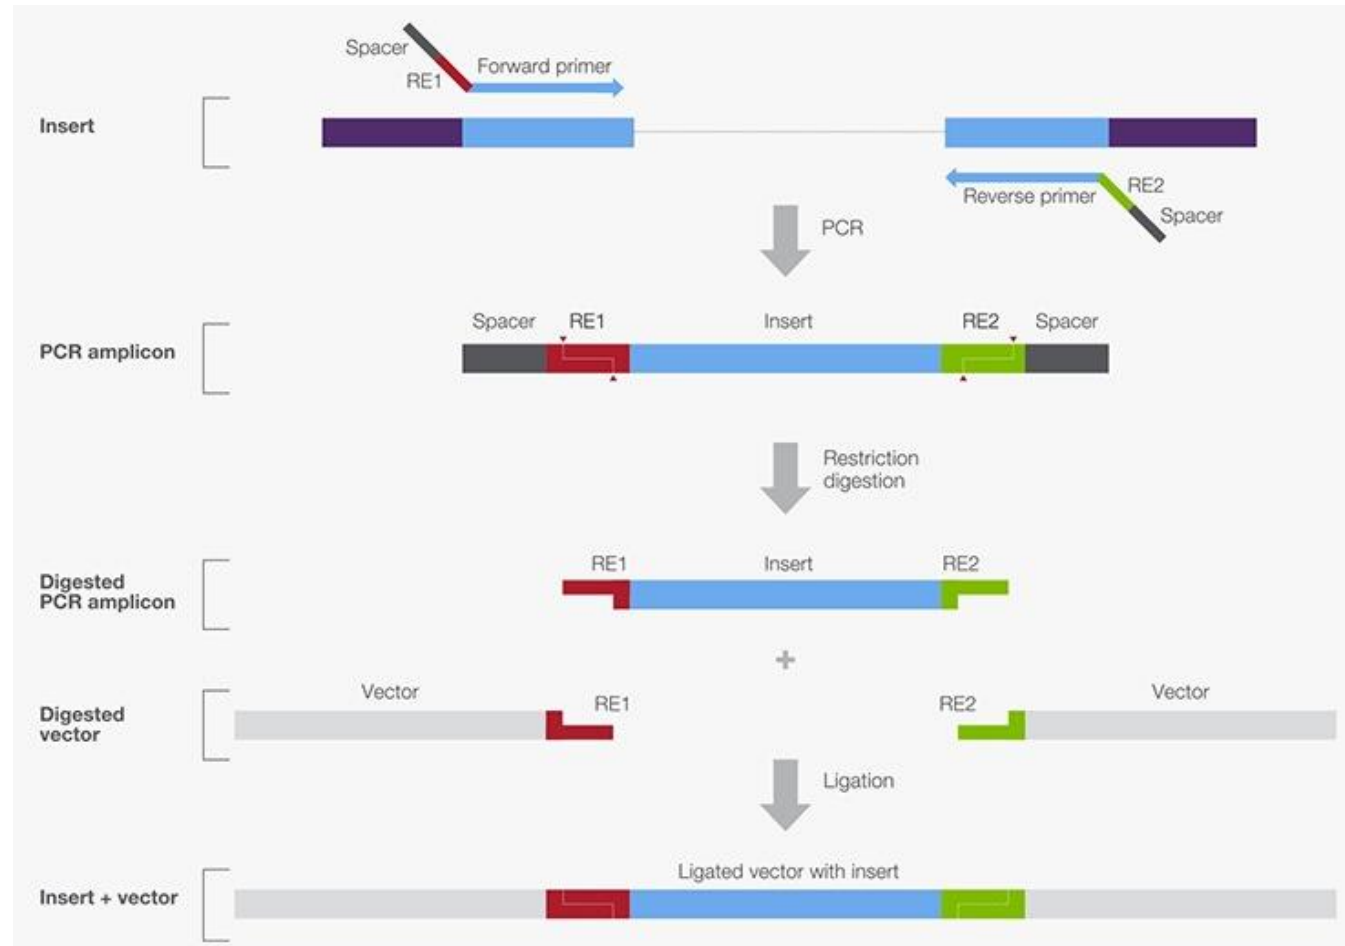 Spacer
RE1
Forward primer
Insert
RE2
Reverse primer
Spacer
PCR
Spacer RE1 Insert RE2 Spacer
PCR amplicon
Restriction
digestion
RE1 Insert RE2
Digested
PCR amplicon
+
Vector RE1 RE2 Vector
Digested
vector
Ligation
Ligated vector with insert
Insert + vector